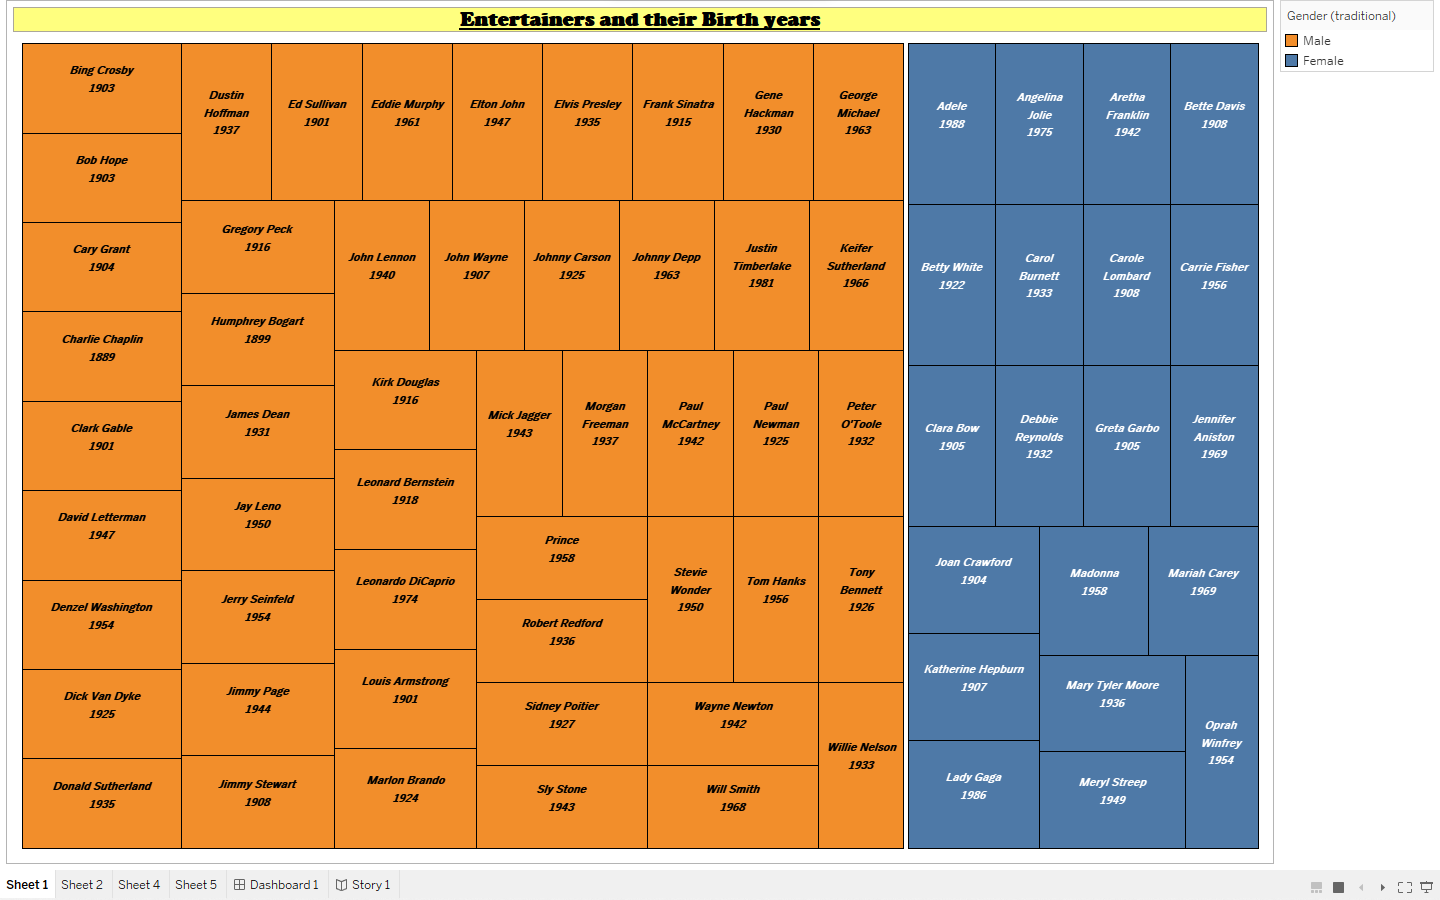 Entertainers and their Birth years
Gender (traditional)
Male
Female
Bing Crosby
1903
Bob Hope
1903
Cary Grant
1904
Charlie Chaplin
1889
Clark Gable
1901
David Letterman
1947
Denzel Washington
1954
Dick Van Dyke
1925
Donald Sutherland
1935
Dustin
Hoffman
1937
Ed Sullivan
1901
Eddie Murphy
1961
Elton John
1947
Elvis Presley
1935
Frank Sinatra
1915
Gene
Hackman
1930
George
Michael
1963
Gregory Peck
1916
Humphrey Bogart
1899
James Dean
1931
Jay Leno
1950
Jerry Seinfeld
1954
Jimmy Page
1944
Jimmy Stewart
1908
John Lennon
1940
John Wayne
1907
Johnny Carson
1925
Johnny Depp
1963
Justin
Timberlake
1981
Keifer
Sutherland
1966
Kirk Douglas
1916
Leonard Bernstein
1918
Leonardo DiCaprio
1974
Louis Armstrong
1901
Marlon Brando
1924
Mick Jagger
1943
Morgan
Freeman
1937
Paul
McCartney
1942
Paul
Newman
1925
Peter
O'Toole
1932
Prince
1958
Robert Redford
1936
Sidney Poitier
1927
Sly Stone
1943
Stevie
Wonder
1950
Tom Hanks
1956
Tony
Bennett
1926
Wayne Newton
1942
Will Smith
1968
Willie Nelson
1933
Adele
1988
Angelina
Jolie
1975
Aretha
Franklin
1942
Bette Davis
1908
Betty White
1922
Carol
Burnett
1933
Carole
Lombard
1908
Carrie Fisher
1956
Clara Bow
1905
Debbie
Reynolds
1932
Greta Garbo
1905
Jennifer
Aniston
1969
Joan Crawford
1904
Katherine Hepburn
1907
Lady Gaga
1986
Madonna
1958
Mariah Carey
1969
Mary Tyler Moore
1936
Meryl Streep
1949
Oprah
Winfrey
1954
Sheet 1 Sheet 2 Sheet 4 Sheet 5 Dashboard 1 Story 1